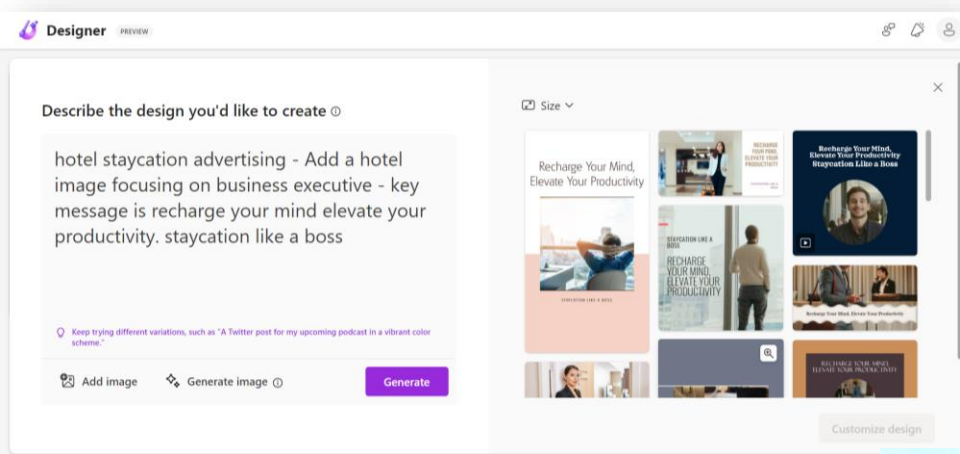 Designer PREVIEW
Describe the design you'd like to create
hotel staycation advertising - Add a hotel
image focusing on business executive - key
message is recharge your mind elevate your
productivity. staycation like a boss
Keep trying different variations, such as "A Twitter post for my upcoming podcast in a vibrant color
scheme."
Add image
Generate image
Generate
Size
Recharge Your Mind,
Elevate Your Productivity
STAYCATION LIKE A BOSS
RECHARGE
YOUR MIND,
ELEVATE YOUR
PRODUCTIVITY
STAYCATION LIKE A
BOSS
RECHARGE
YOUR MIND,
ELEVATE YOUR
PRODUCTIVITY
Recharge Your Mind,
Elevate Your Productivity
Staycation Like a Boss
Recharge Your Mind, Elevate Your Productivity
RECHARGE YOUR MIND,
ELEVATE YOUR PRODUCTIVITY
Customize design